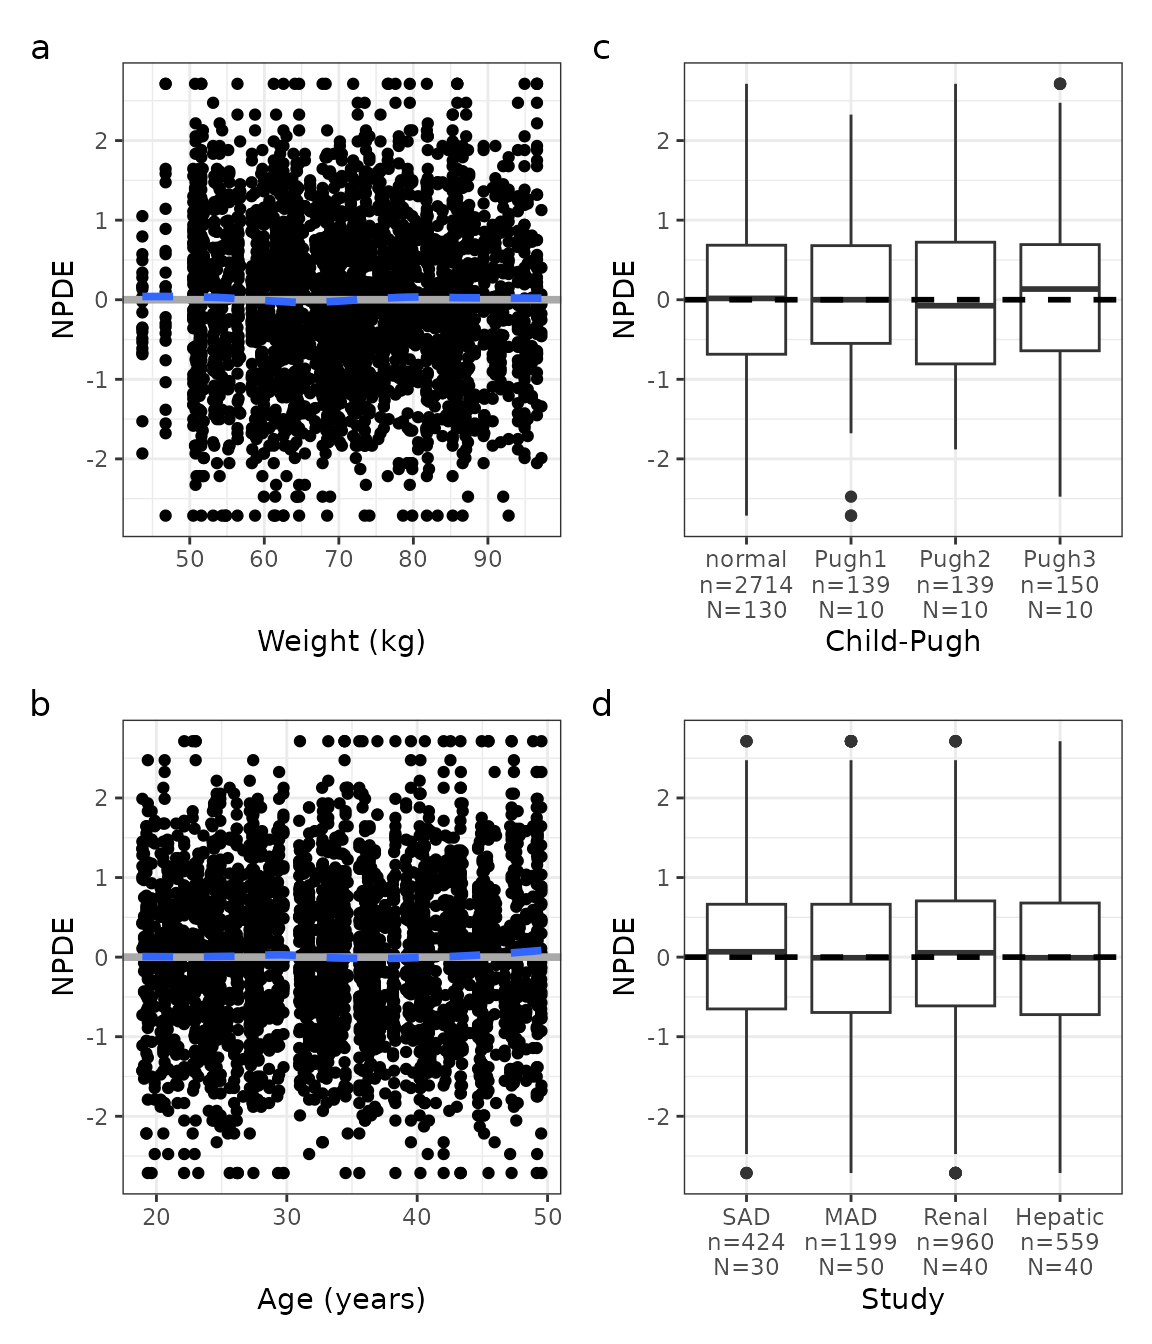 a
NPDE
2
1
0
-1
-2
50 60 70 80 90
Weight (kg)
c
NPDE
2
1
0
-1
-2
normal Pugh1 Pugh2 Pugh3
n=2714 n=139 n=139 n=150
N=130 N=10 N=10 N=10
Child-Pugh
b
NPDE
2
1
0
-1
-2
20 30 40 50
Age (years)
d
NPDE
2
1
0
-1
-2
SAD MAD Renal Hepatic
n=424 n=1199 n=960 n=559
N=30 N=50 N=40 N=40
Study